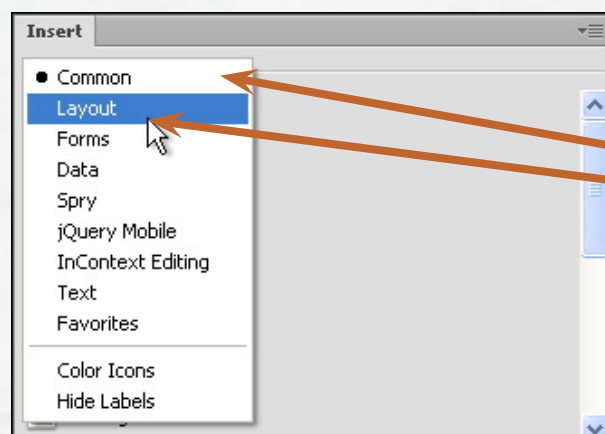 Insert
Common
Layout
Forms
Data
Spry
jQuery Mobile
InContext Editing
Text
Favorites
Color Icons
Hide Labels